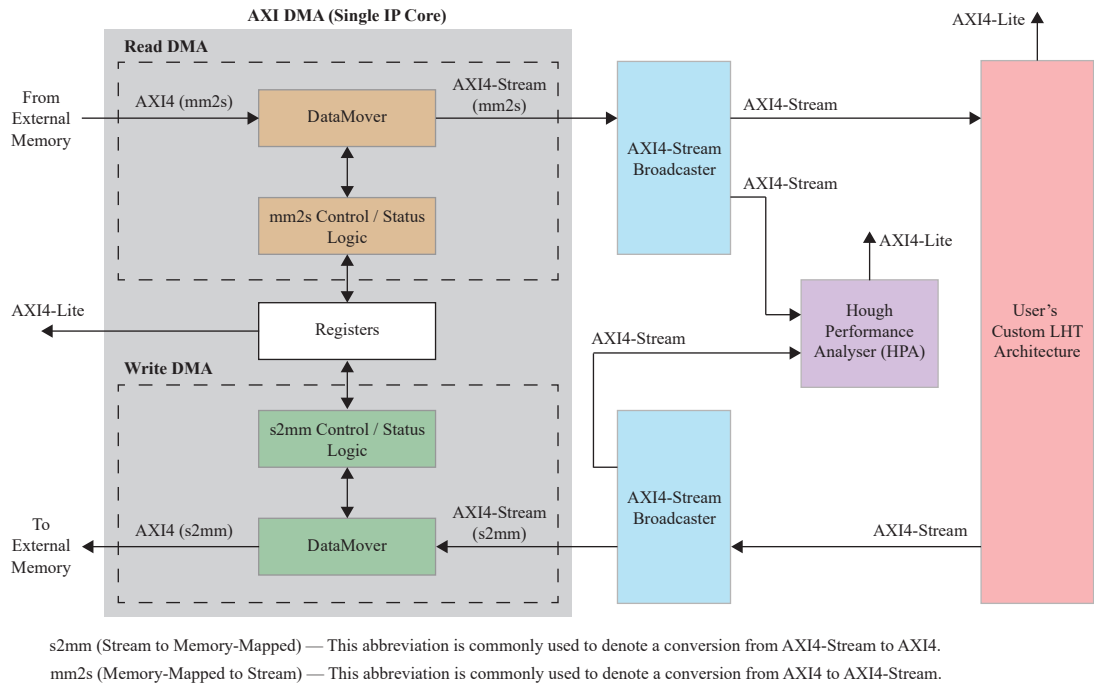 AXI DMA (Single IP Core)
Read DMA
From
External
Memory
AXI4 (mm2s)
DataMover
AXI4-Stream
(mm2s)
mm2s Control / Status
Logic
AXI4-Lite
Registers
Write DMA
s2mm Control / Status
Logic
To
External
Memory
AXI4 (s2mm)
DataMover
AXI4-Stream
(s2mm)
AXI4-Stream
Broadcaster
AXI4-Stream
AXI4-Stream
AXI4-Lite
Hough
Performance
Analyser (HPA)
AXI4-Stream
AXI4-Stream
Broadcaster
AXI4-Stream
AXI4-Lite
User's
Custom LHT
Architecture
s2mm (Stream to Memory-Mapped) — This abbreviation is commonly used to denote a conversion from AXI4-Stream to AXI4.
mm2s (Memory-Mapped to Stream) — This abbreviation is commonly used to denote a conversion from AXI4 to AXI4-Stream.